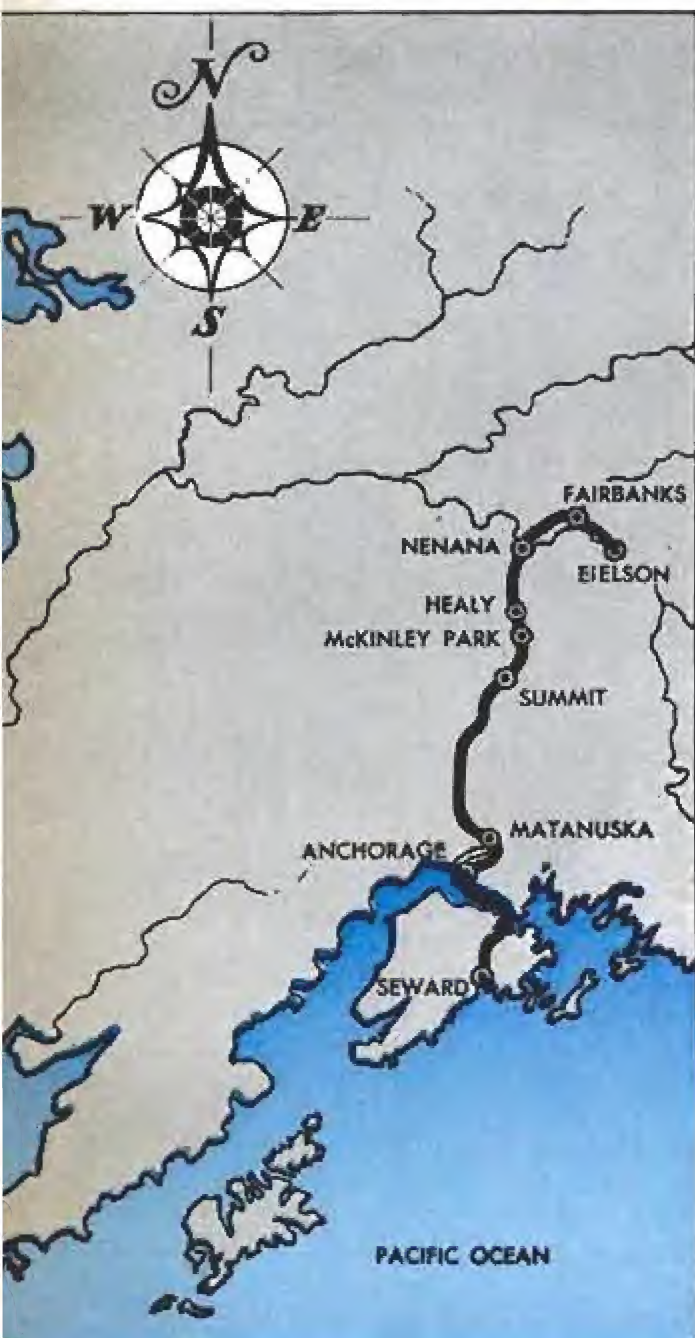 N
W
E
S
FAIRBANKS
NENANA
EIELSON
HEALY
McKINLEY PARK
SUMMIT
MATANUSKA
ANCHORAGE
SEWARD
PACIFIC OCEAN